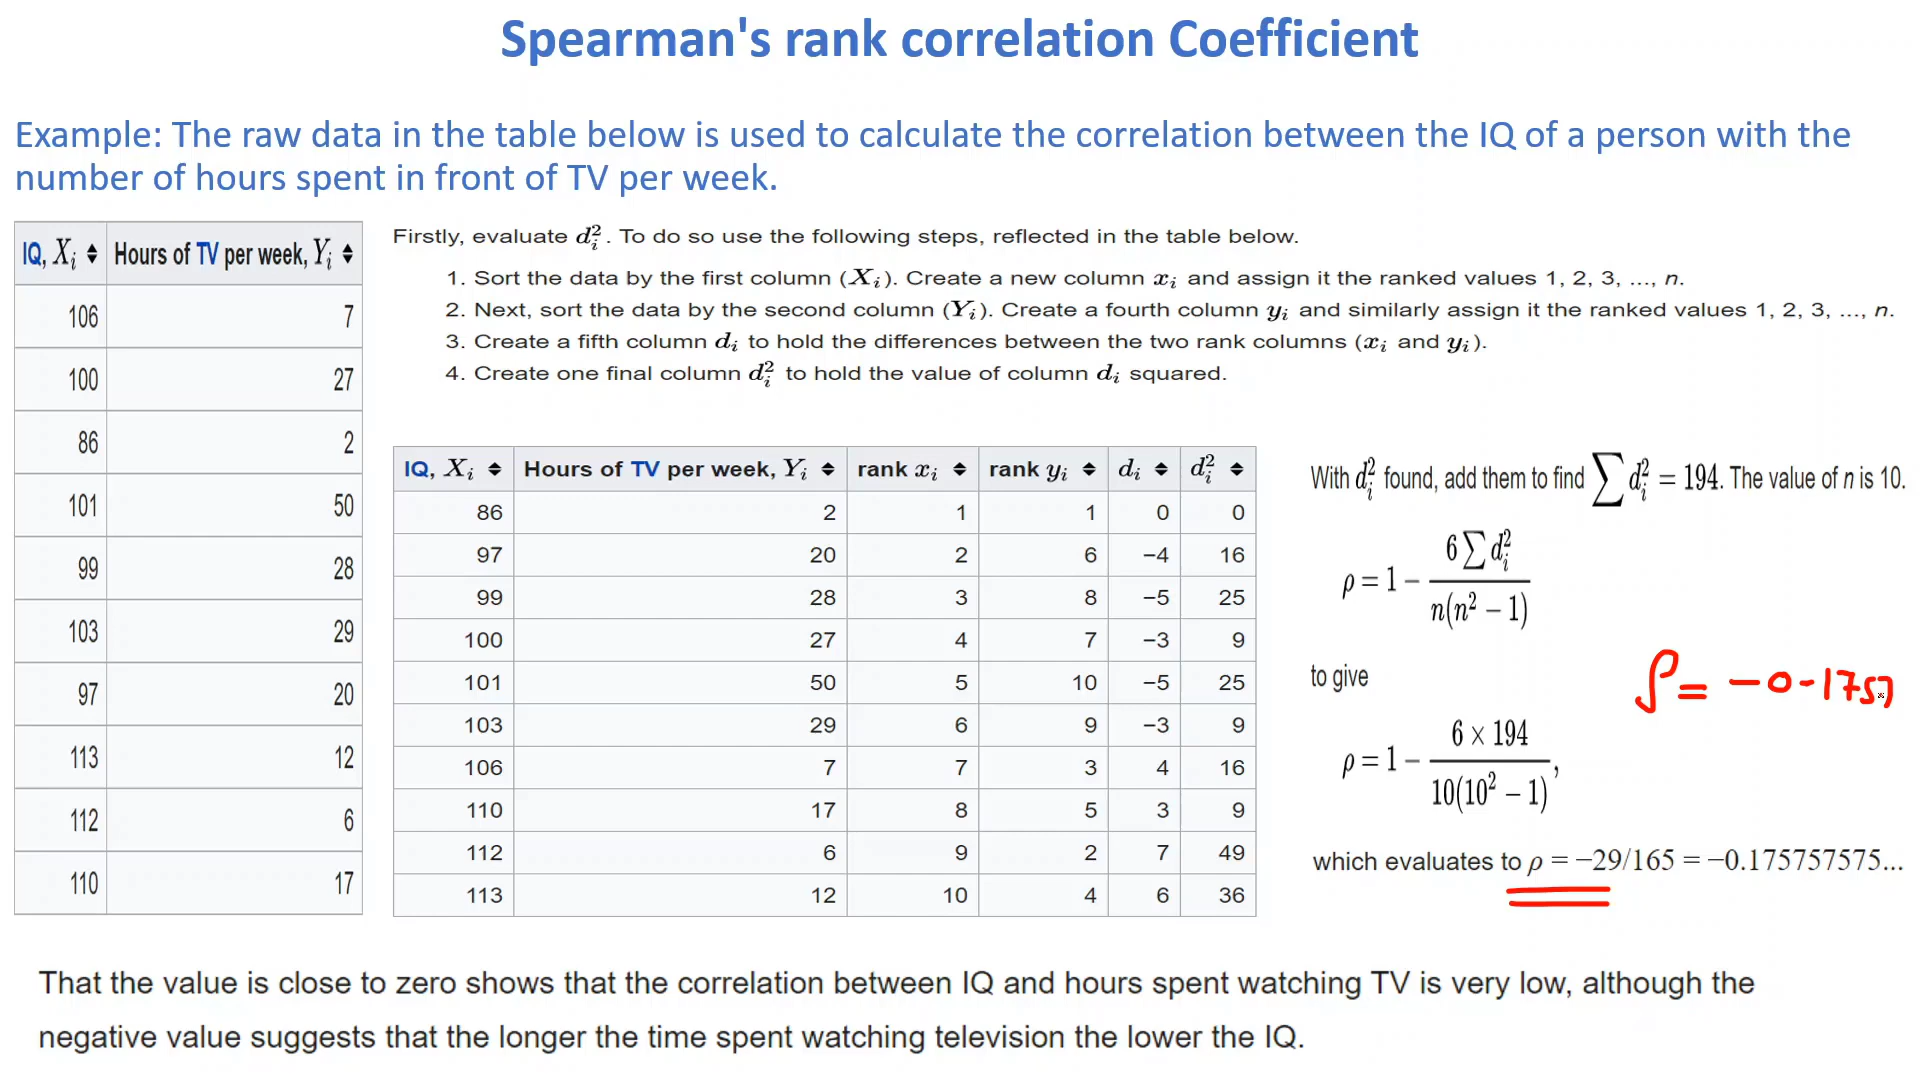 Spearman's rank correlation Coefficient
Example: The raw data in the table below is used to calculate the correlation between the IQ of a person with the
number of hours spent in front of TV per week.
IQ, Xᵢ Hours of TV per week, Yᵢ
106 7
100 27
86 2
101 50
99 28
103 29
97 20
113 12
112 6
110 17
Firstly, evaluate dᵢ². To do so use the following steps, reflected in the table below.
1. Sort the data by the first column (Xᵢ). Create a new column xᵢ and assign it the ranked values 1, 2, 3, ..., n.
2. Next, sort the data by the second column (Yᵢ). Create a fourth column yᵢ and similarly assign it the ranked values 1, 2, 3, ..., n.
3. Create a fifth column dᵢ to hold the differences between the two rank columns (xᵢ and yᵢ).
4. Create one final column dᵢ² to hold the value of column dᵢ squared.
IQ, Xᵢ Hours of TV per week, Yᵢ rank xᵢ rank yᵢ dᵢ dᵢ²
86 2 1 1 0 0
97 20 2 6 −4 16
99 28 3 8 −5 25
100 27 4 7 −3 9
101 50 5 10 −5 25
103 29 6 9 −3 9
106 7 7 3 4 16
110 17 8 5 3 9
112 6 9 2 7 49
113 12 10 4 6 36
With dᵢ² found, add them to find ∑ dᵢ² = 194. The value of n is 10.
ρ = 1 − 6 ∑ dᵢ² / n(n² − 1)
to give
ρ = −0.1757
ρ = 1 − 6 × 194 / 10(10² − 1),
which evaluates to ρ = −29/165 = −0.175757575...
That the value is close to zero shows that the correlation between IQ and hours spent watching TV is very low, although the
negative value suggests that the longer the time spent watching television the lower the IQ.